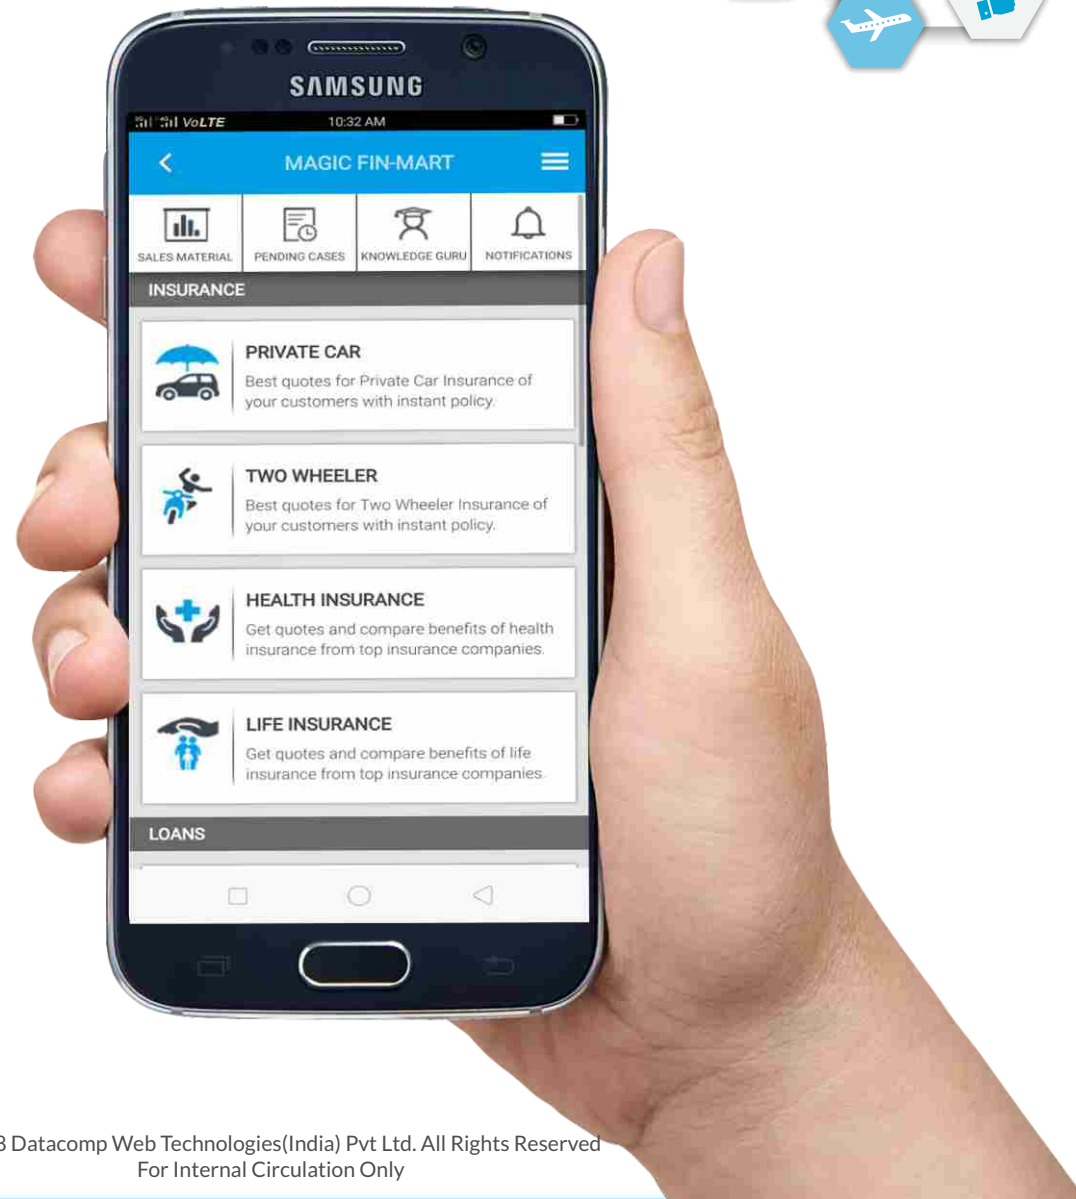 SAMSUNG
VoLTE
10:32 AM
MAGIC FIN-MART
SALES MATERIAL
PENDING CASES
KNOWLEDGE GURU
NOTIFICATIONS
INSURANCE
PRIVATE CAR
Best quotes for Private Car Insurance of
your customers with instant policy.
TWO WHEELER
Best quotes for Two Wheeler Insurance of
your customers with instant policy.
HEALTH INSURANCE
Get quotes and compare benefits of health
insurance from top insurance companies.
LIFE INSURANCE
Get quotes and compare benefits of life
insurance from top insurance companies.
LOANS
Datacomp Web Technologies(India) Pvt Ltd. All Rights Reserved
For Internal Circulation Only